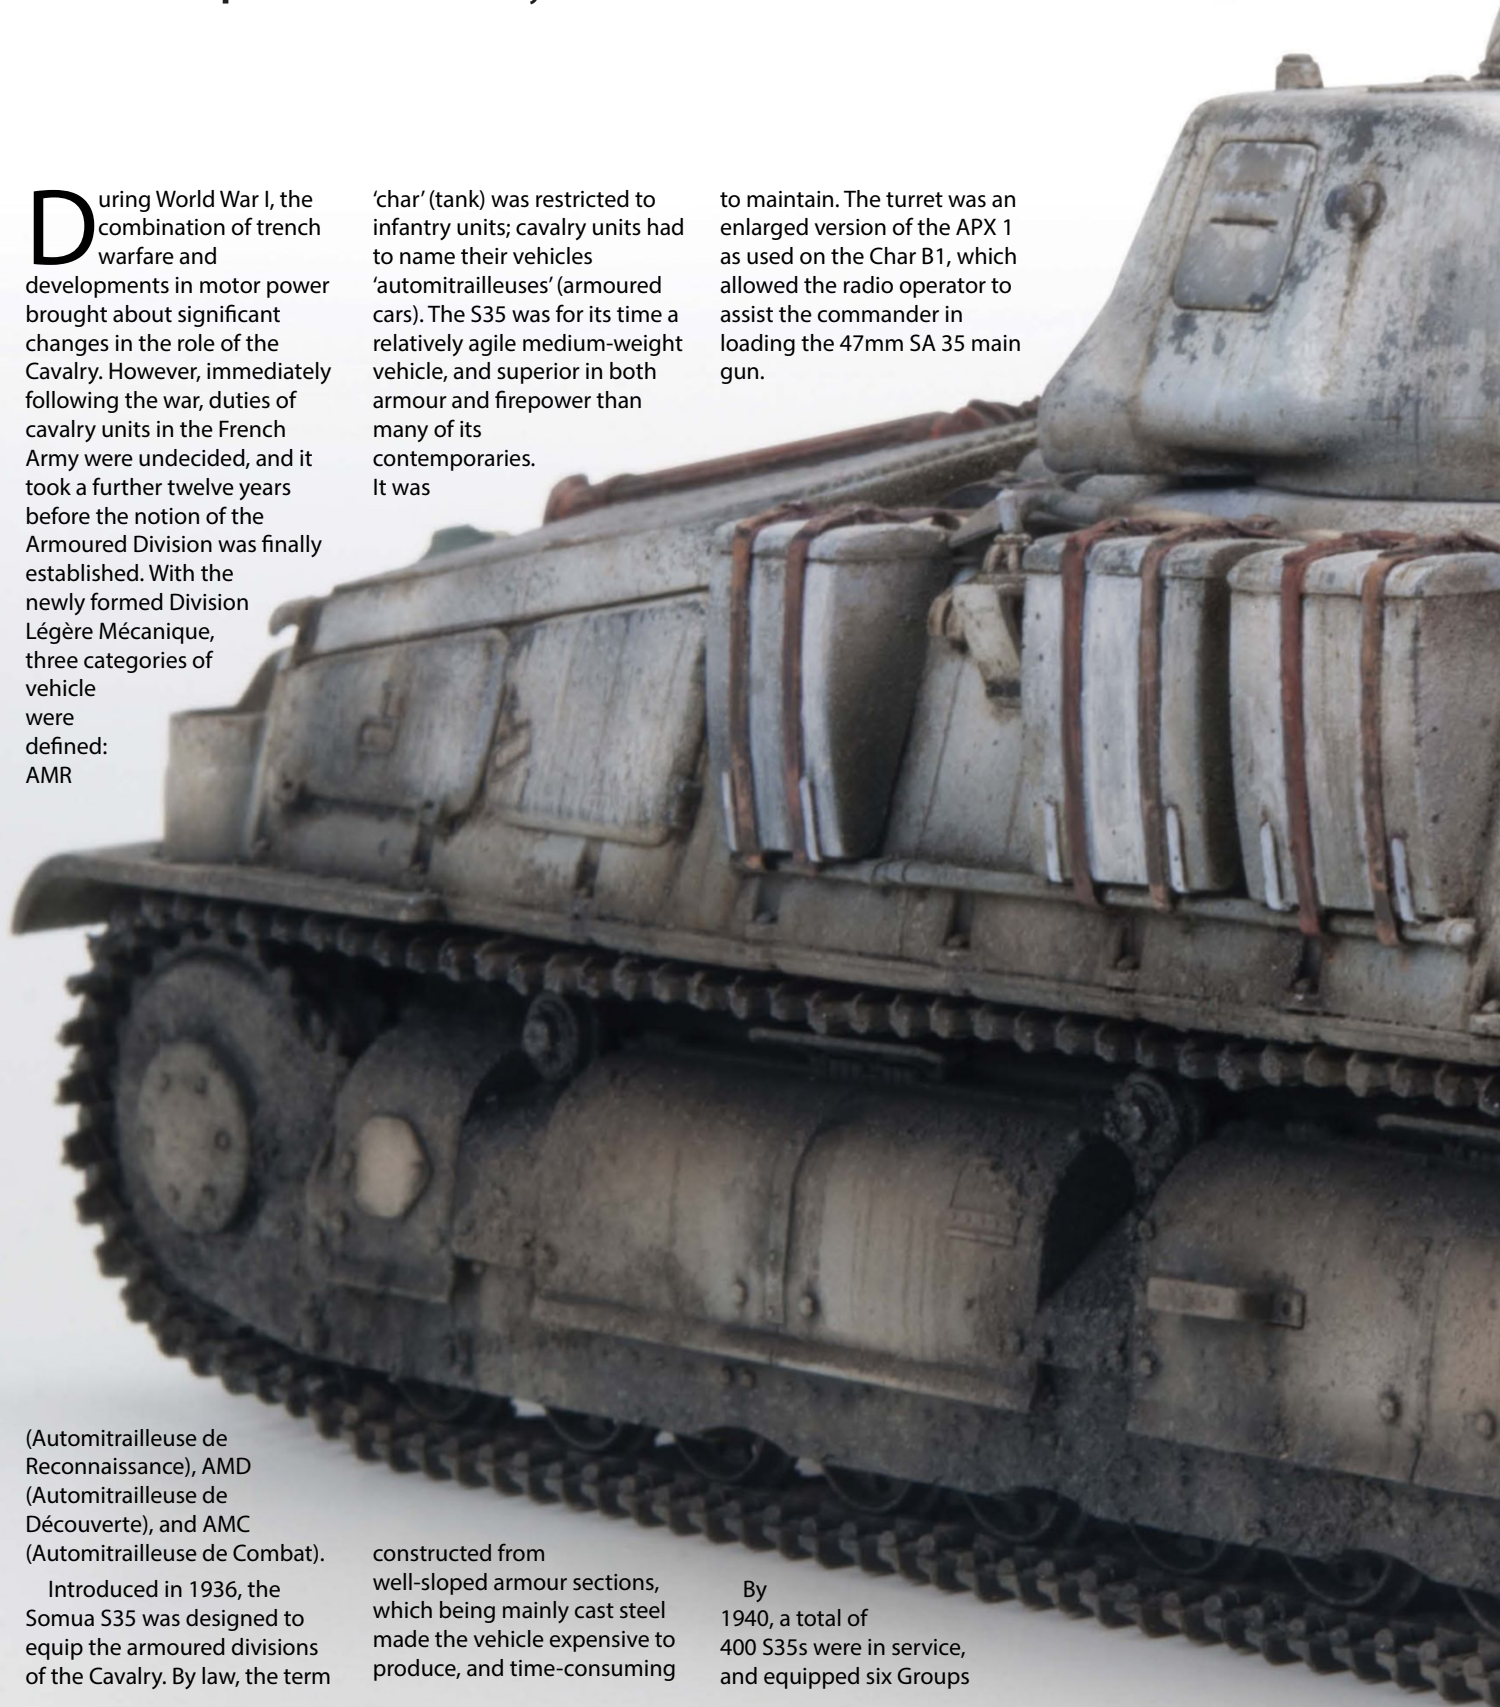 During World War I, the
combination of trench
warfare and
developments in motor power
brought about significant
changes in the role of the
Cavalry. However, immediately
following the war, duties of
cavalry units in the French
Army were undecided, and it
took a further twelve years
before the notion of the
Armoured Division was finally
established. With the
newly formed Division
Légère Mécanique,
three categories of
vehicle
were
defined:
AMR
(Automitrailleuse de
Reconnaissance), AMD
(Automitrailleuse de
Découverte), and AMC
(Automitrailleuse de Combat).
Introduced in 1936, the
Somua S35 was designed to
equip the armoured divisions
of the Cavalry. By law, the term
‘char’ (tank) was restricted to
infantry units; cavalry units had
to name their vehicles
‘automitrailleuses’ (armoured
cars). The S35 was for its time a
relatively agile medium-weight
vehicle, and superior in both
armour and firepower than
many of its
contemporaries.
It was
constructed from
well-sloped armour sections,
which being mainly cast steel
made the vehicle expensive to
produce, and time-consuming
to maintain. The turret was an
enlarged version of the APX 1
as used on the Char B1, which
allowed the radio operator to
assist the commander in
loading the 47mm SA 35 main
gun.
By
1940, a total of
400 S35s were in service,
and equipped six Groups